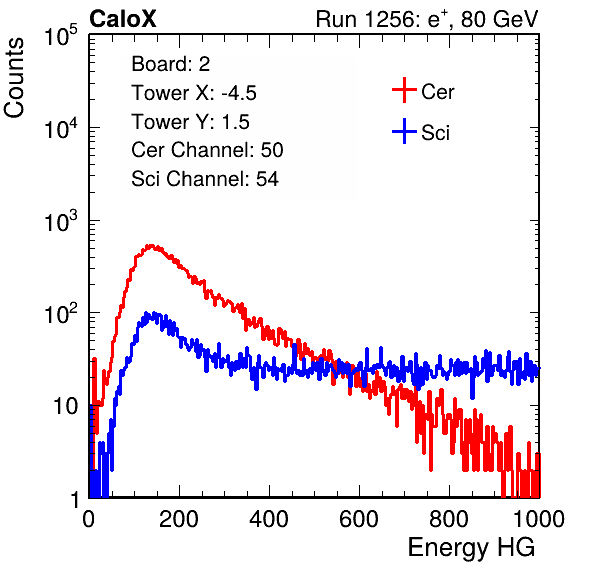 CaloX Run 1256: e⁺, 80 GeV
Counts
10⁵
10⁴
10³
10²
10
1
Board: 2
Tower X: -4.5
Tower Y: 1.5
Cer Channel: 50
Sci Channel: 54
Cer
Sci
0 200 400 600 800 1000
Energy HG